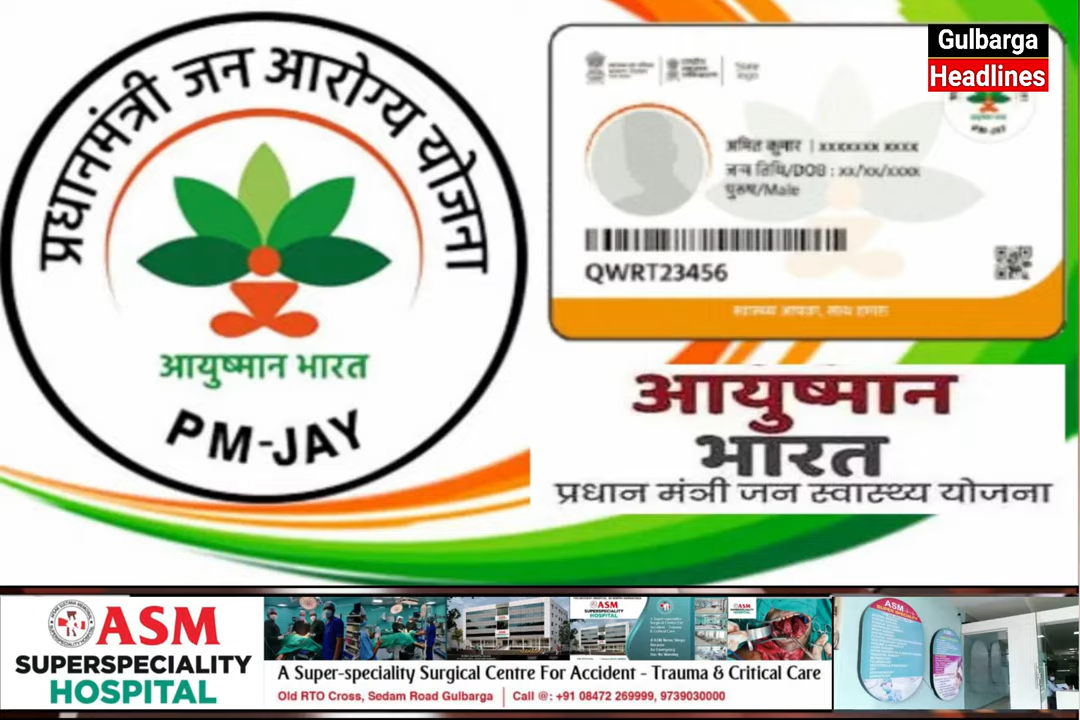 प्रधानमंत्री जन आरोग्य योजना
आयुष्मान भारत
PM-JAY
Gulbarga
Headlines
अमित कुमार | xxxxxxx xxxx
जन्म तिथि/DOB : xx/xx/xxxx
पुरुष/Male
QWRT23456
स्वास्थ्य आपका, साथ हमारा
आयुष्मान
भारत
प्रधान मंत्री जन स्वास्थ्य योजना
ASM
SUPERSPECIALITY
HOSPITAL
A Super-speciality Surgical Centre For Accident - Trauma & Critical Care
Old RTO Cross, Sedam Road Gulbarga | Call @: +91 08472 269999, 9739030000